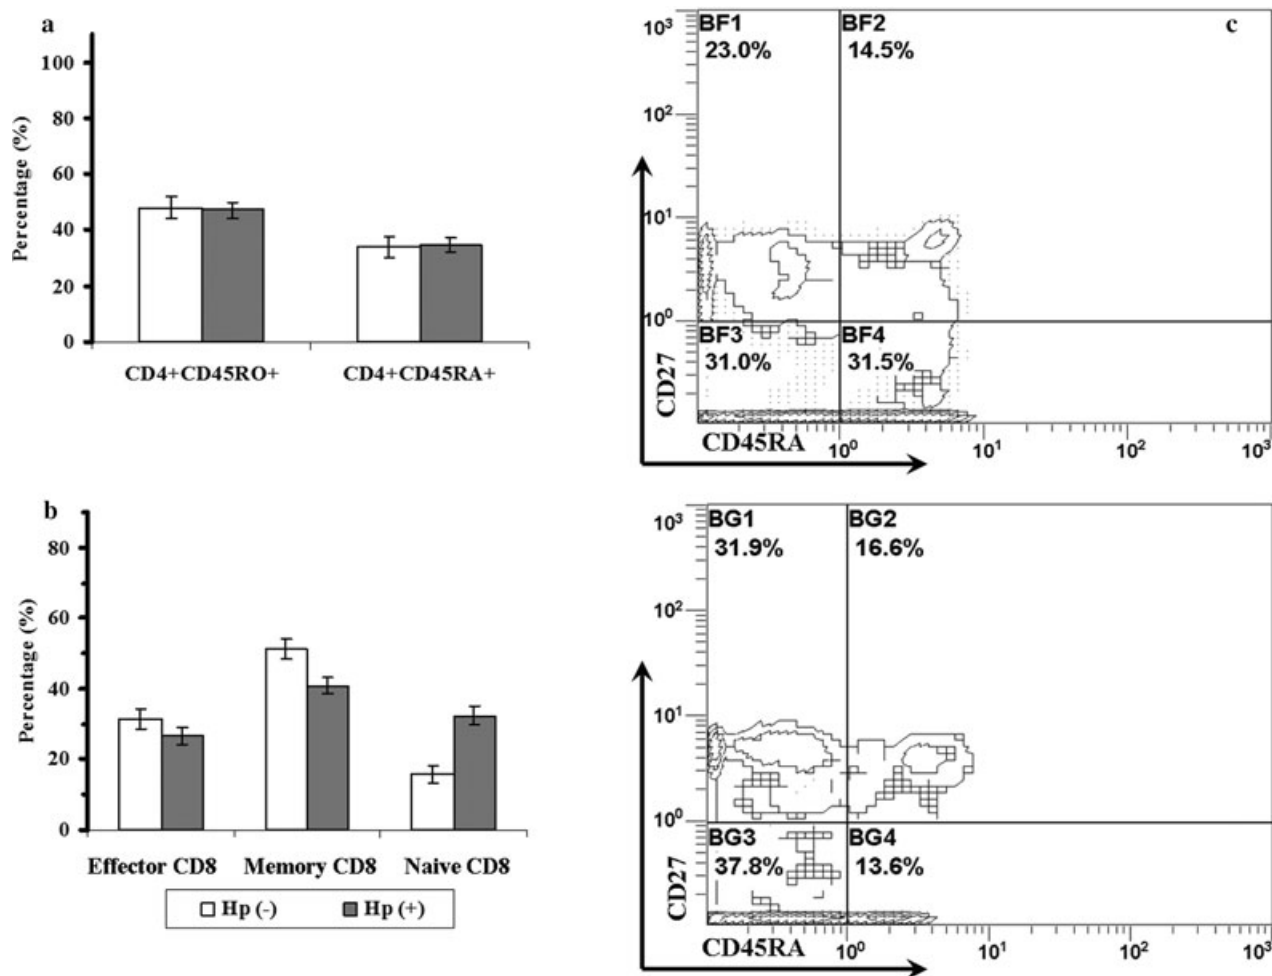 a
Percentage (%)
100
80
60
40
20
0
CD4+CD45RO+ CD4+CD45RA+
b
Percentage (%)
80
60
40
20
0
Effector CD8 Memory CD8 Naive CD8
Hp (-) Hp (+)
c
BF1 BF2
23.0% 14.5%
BF3 BF4
31.0% 31.5%
CD27
10³
10²
10¹
10⁰
CD45RA
10⁰ 10¹ 10² 10³
BG1 BG2
31.9% 16.6%
BG3 BG4
37.8% 13.6%
CD27
10³
10²
10¹
10⁰
CD45RA
10⁰ 10¹ 10² 10³